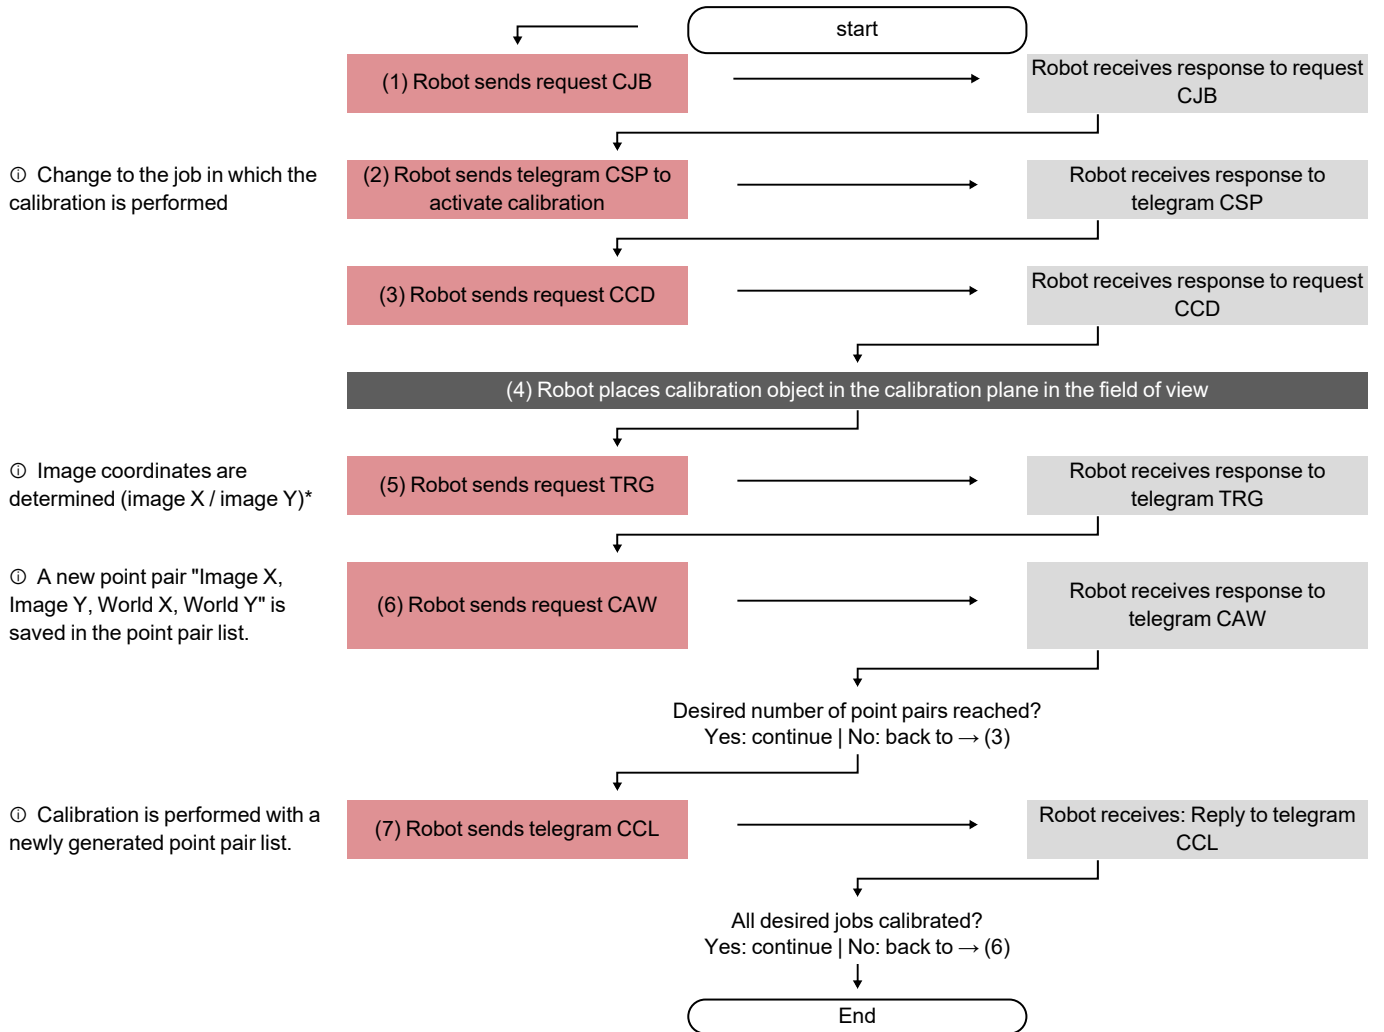 start
(1) Robot sends request CJB
Robot receives response to request
CJB
ⓘ Change to the job in which the
calibration is performed
(2) Robot sends telegram CSP to
activate calibration
Robot receives response to
telegram CSP
(3) Robot sends request CCD
Robot receives response to request
CCD
(4) Robot places calibration object in the calibration plane in the field of view
ⓘ Image coordinates are
determined (image X / image Y)*
(5) Robot sends request TRG
Robot receives response to
telegram TRG
ⓘ A new point pair "Image X,
Image Y, World X, World Y" is
saved in the point pair list.
(6) Robot sends request CAW
Robot receives response to
telegram CAW
Desired number of point pairs reached?
Yes: continue | No: back to → (3)
ⓘ Calibration is performed with a
newly generated point pair list.
(7) Robot sends telegram CCL
Robot receives: Reply to telegram
CCL
All desired jobs calibrated?
Yes: continue | No: back to → (6)
End